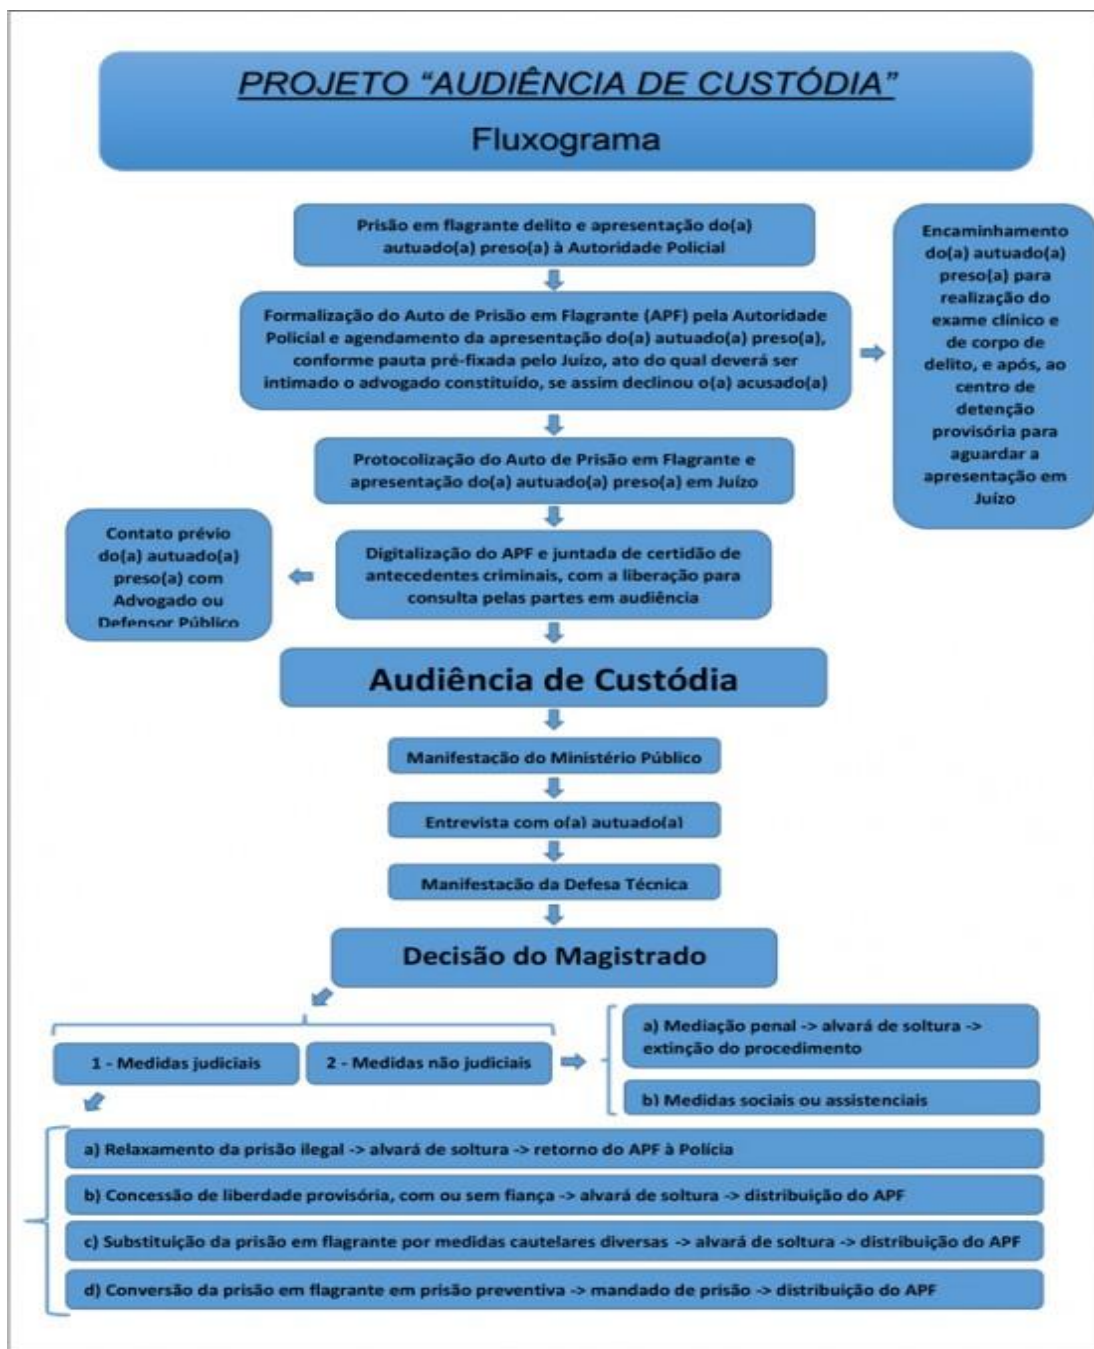 PROJETO “AUDIÊNCIA DE CUSTÓDIA”
Fluxograma
Prisão em flagrante delito e apresentação do(a)
autuado(a) preso(a) à Autoridade Policial
Encaminhamento
do(a) autuado(a)
preso(a) para
realização do
exame clínico e
de corpo de
delito, e após, ao
centro de
detenção
provisória para
aguardar a
apresentação em
Juízo
Formalização do Auto de Prisão em Flagrante (APF) pela Autoridade
Policial e agendamento da apresentação do(a) autuado(a) preso(a),
conforme pauta pré-fixada pelo Juízo, ato do qual deverá ser
intimado o advogado constituído, se assim declinou o(a) acusado(a)
Protocolização do Auto de Prisão em Flagrante e
apresentação do(a) autuado(a) preso(a) em Juízo
Contato prévio
do(a) autuado(a)
preso(a) com
Advogado ou
Defensor Público
Digitalização do APF e juntada de certidão de
antecedentes criminais, com a liberação para
consulta pelas partes em audiência
Audiência de Custódia
Manifestação do Ministério Público
Entrevista com o(a) autuado(a)
Manifestação da Defesa Técnica
Decisão do Magistrado
1 - Medidas judiciais
2 - Medidas não judiciais
a) Mediação penal -> alvará de soltura ->
extinção do procedimento
b) Medidas sociais ou assistenciais
a) Relaxamento da prisão ilegal -> alvará de soltura -> retorno do APF à Polícia
b) Concessão de liberdade provisória, com ou sem fiança -> alvará de soltura -> distribuição do APF
c) Substituição da prisão em flagrante por medidas cautelares diversas -> alvará de soltura -> distribuição do APF
d) Conversão da prisão em flagrante em prisão preventiva -> mandado de prisão -> distribuição do APF